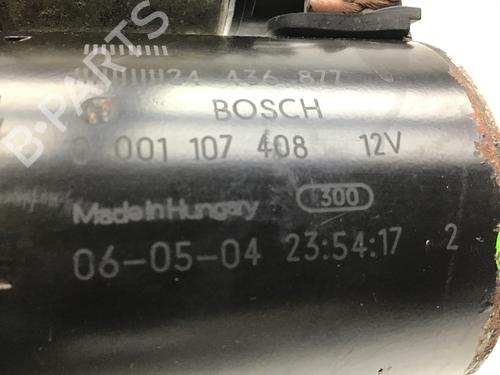 24 436 877
BOSCH
0 001 107 408 12V
Made in Hungary 300
06-05-04 23:54:17 2
B-PARTS